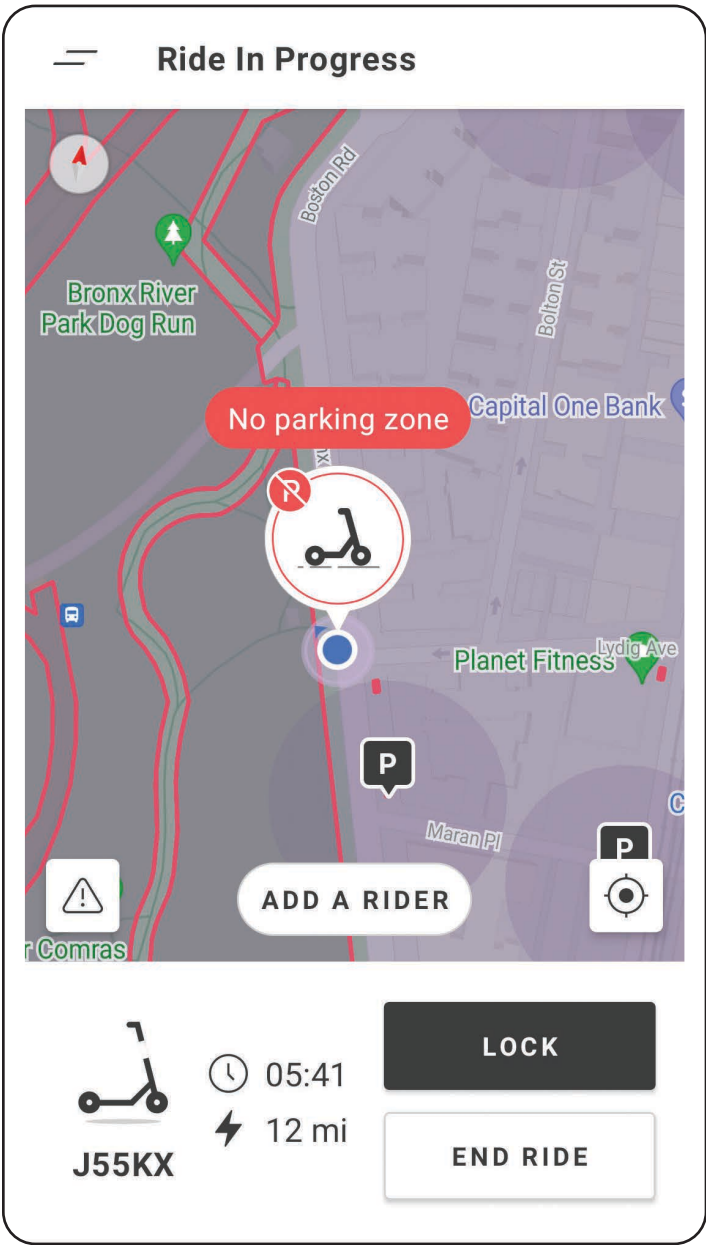 Ride In Progress
Boston Rd
Bronx River
Park Dog Run
Bolton St
No parking zone
Capital One Bank
P
Planet Fitness
Lydig Ave
P
Maran Pl
P
ADD A RIDER
r Comras
LOCK
05:41
12 mi
J55KX
END RIDE